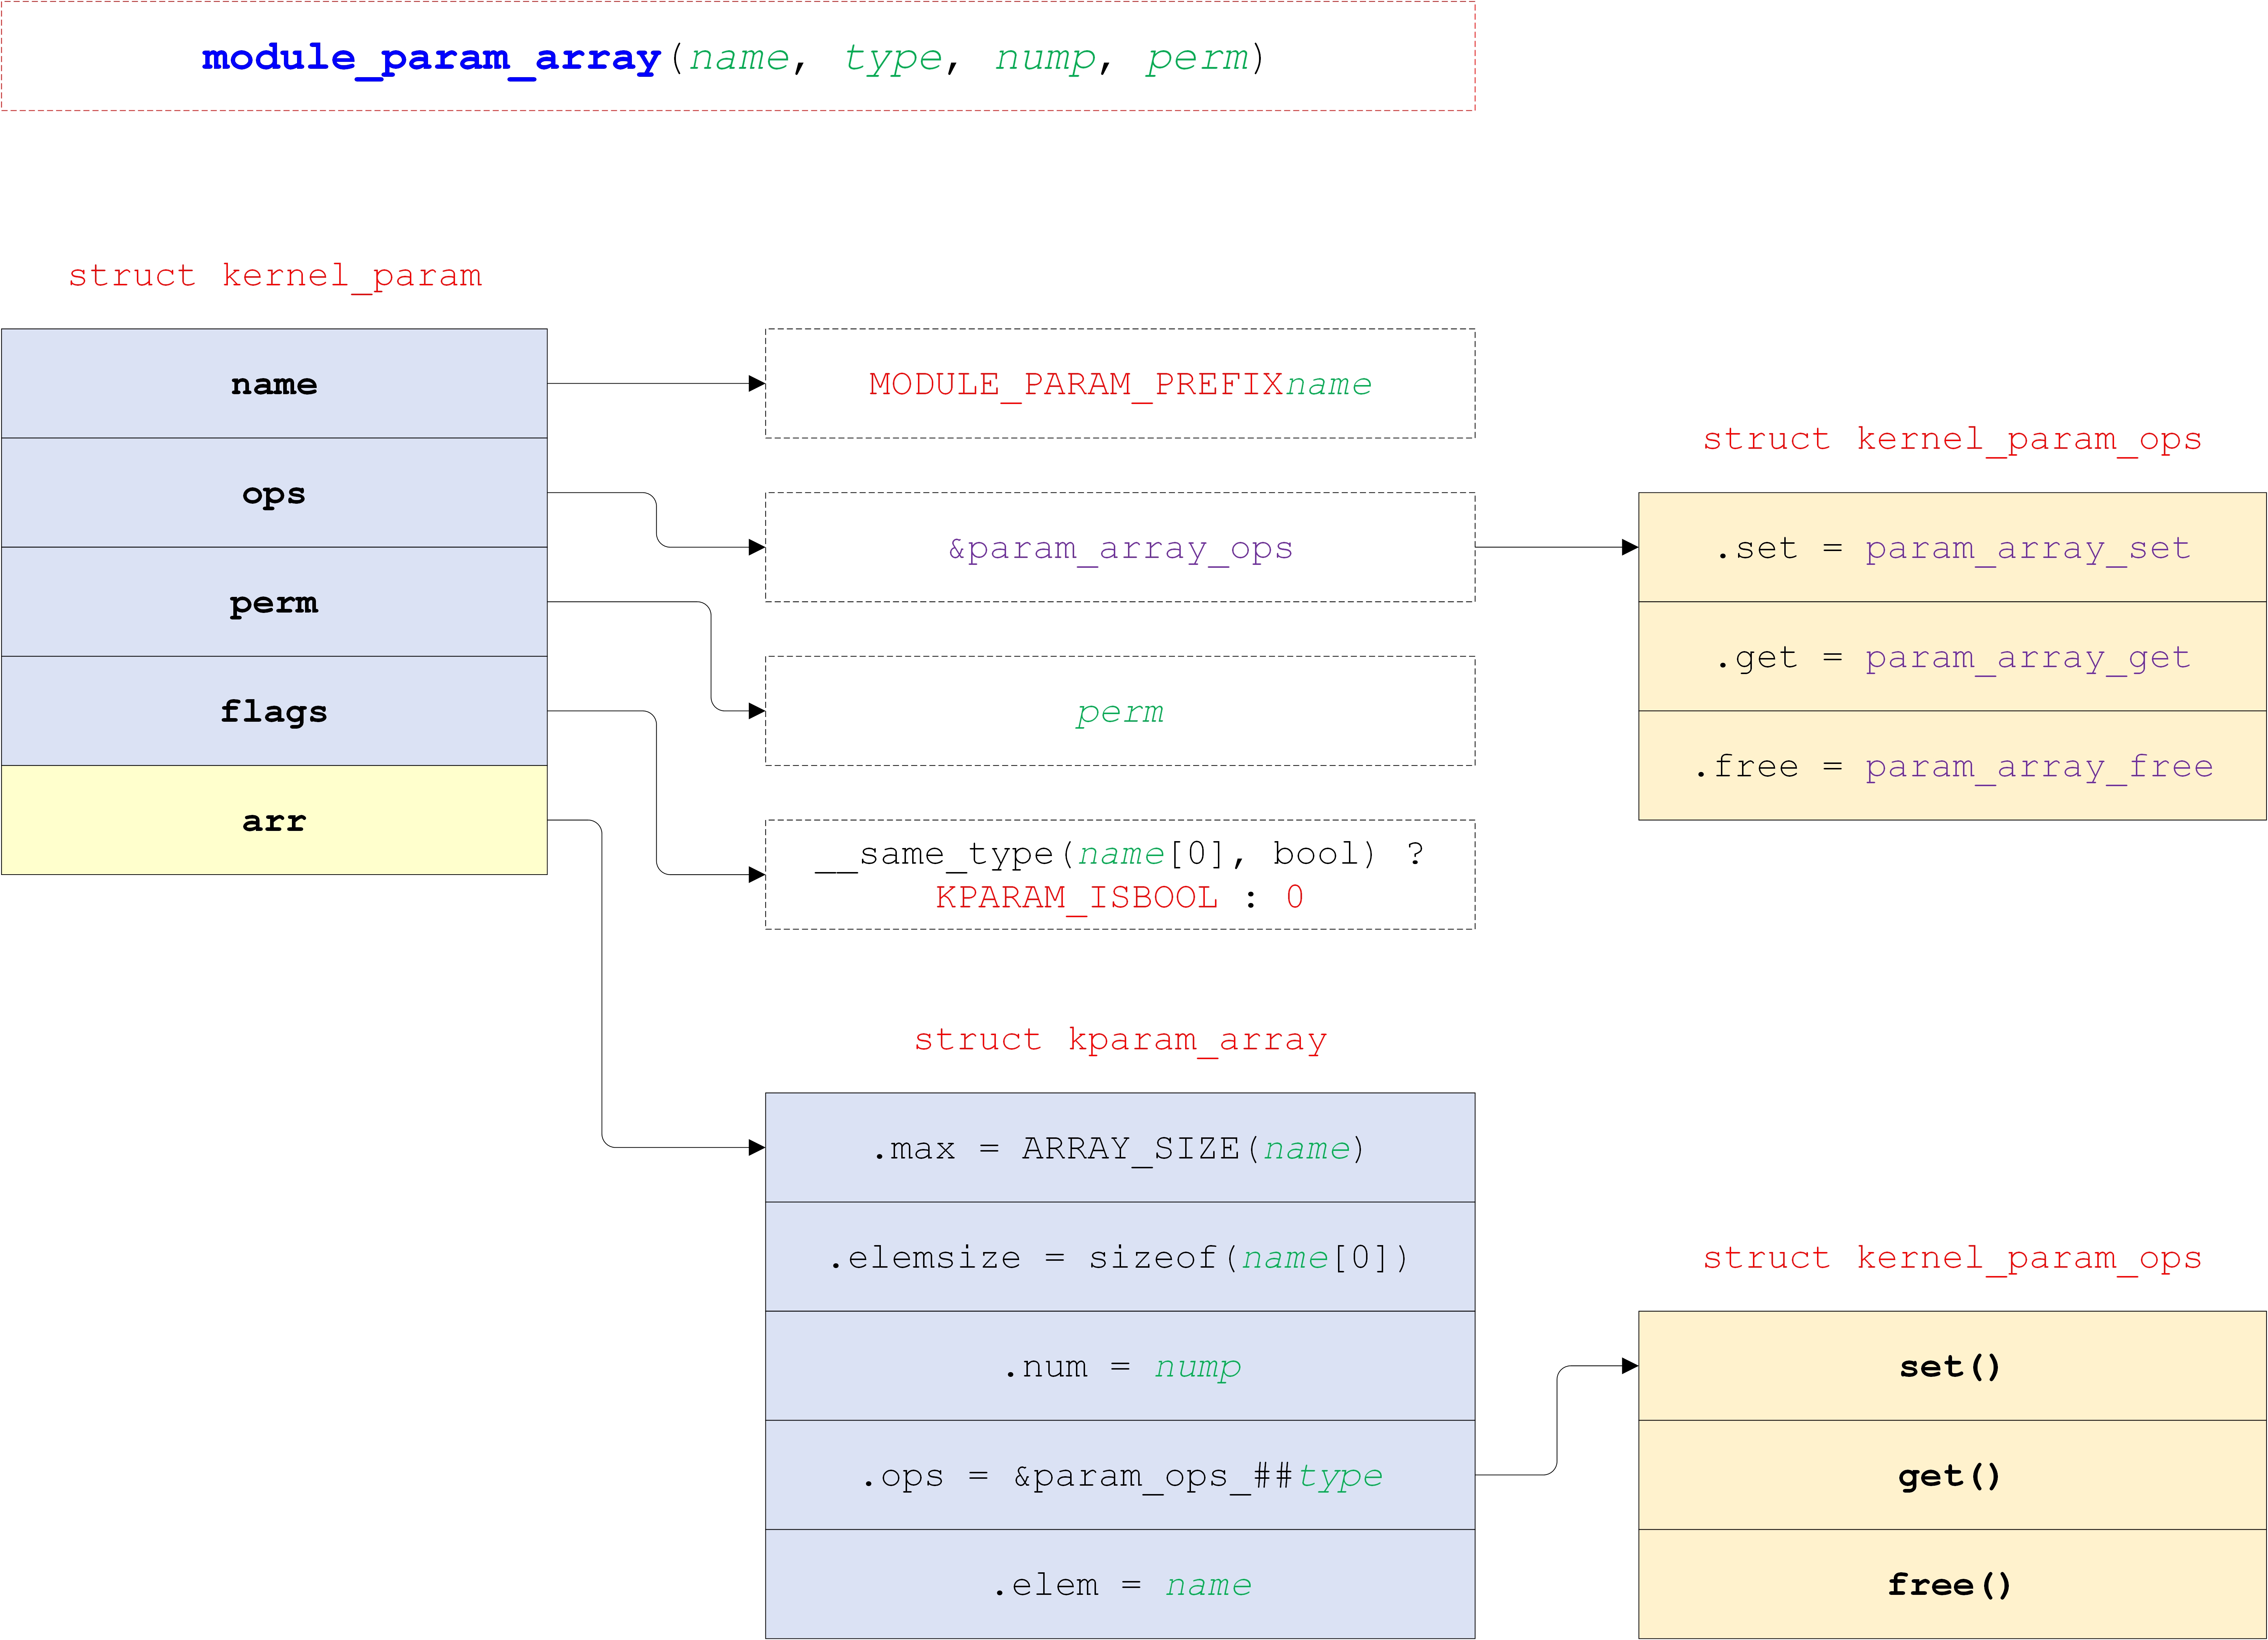 module_param_array(name, type, nump, perm)
struct kernel_param
name
ops
perm
flags
arr
MODULE_PARAM_PREFIXname
&param_array_ops
perm
__same_type(name[0], bool) ?
KPARAM_ISBOOL : 0
struct kernel_param_ops
.set = param_array_set
.get = param_array_get
.free = param_array_free
struct kparam_array
.max = ARRAY_SIZE(name)
.elemsize = sizeof(name[0])
.num = nump
.ops = &param_ops_##type
.elem = name
struct kernel_param_ops
set()
get()
free()